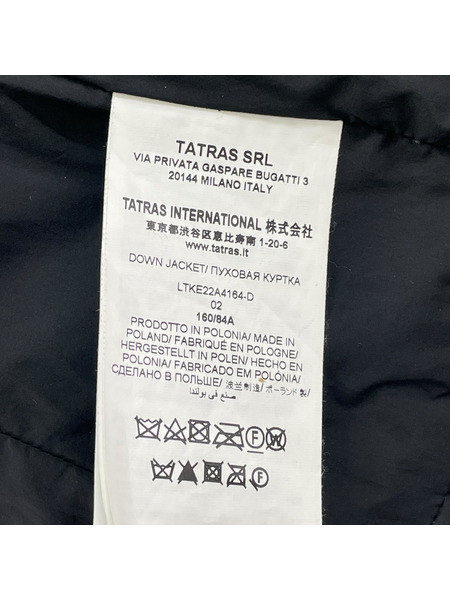 TATRAS SRL
VIA PRIVATA GASPARE BUGATTI 3
20144 MILANO ITALY
TATRAS INTERNATIONAL 株式会社
東京都渋谷区恵比寿南 1-20-6
www.tatras.it
DOWN JACKET/ ПУХОВАЯ КУРТКА
LTKE22A4164-D
02
160/84A
PRODOTTO IN POLONIA/ MADE IN
POLAND/ FABRIQUÉ EN POLOGNE/
HERGESTELLT IN POLEN/ HECHO EN
POLONIA/ FABRICADO EM POLÓNIA/
СДЕЛАНО В ПОЛЬШЕ/ 波兰制造/ ポーランド製/
صنع في بولندا
F W
F